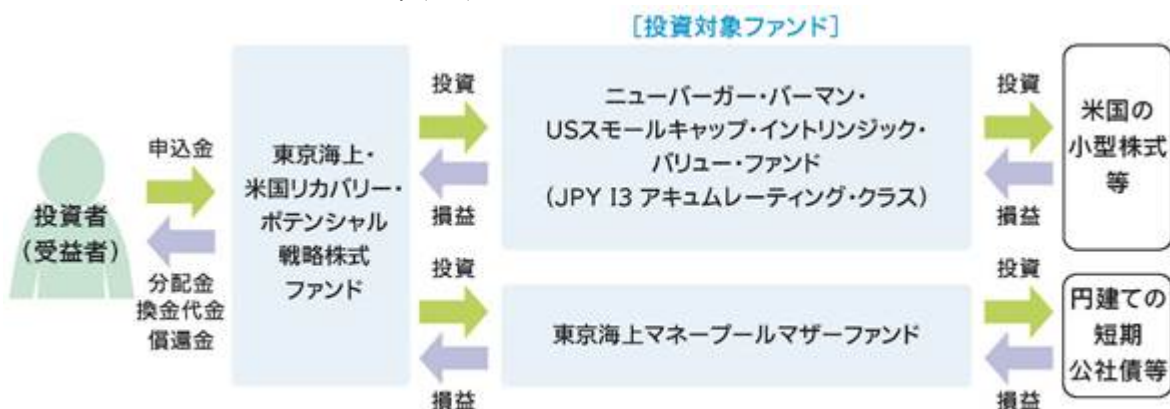 [投資対象ファンド]
投資者
(受益者)
申込金
分配金
換金代金
償還金
東京海上・
米国リカバリー・
ポテンシャル
戦略株式
ファンド
投資
損益
投資
損益
ニューバーガー・バーマン・
USスモールキャップ・イントリンジック・
バリュー・ファンド
(JPY I3 アキュムレーティング・クラス)
東京海上マネープールマザーファンド
投資
損益
投資
損益
米国の
小型株式
等
円建ての
短期
公社債等